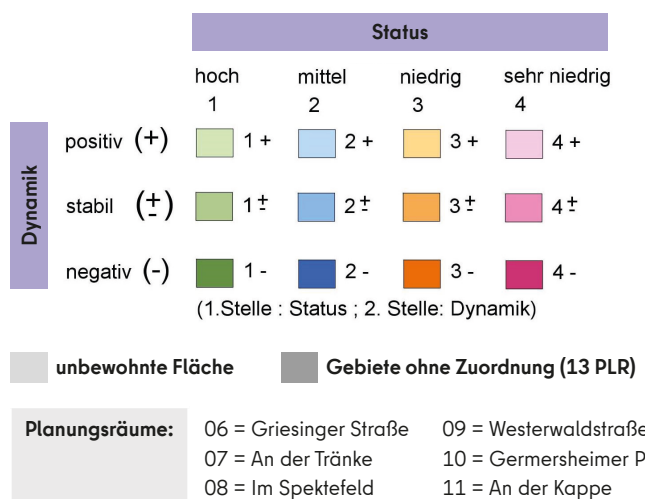 Status
hoch mittel niedrig sehr niedrig
1 2 3 4
Dynamik
positiv (+) 1 + 2 + 3 + 4 +
stabil (±) 1 ± 2 ± 3 ± 4 ±
negativ (-) 1 - 2 - 3 - 4 -
(1.Stelle : Status ; 2. Stelle: Dynamik)
unbewohnte Fläche Gebiete ohne Zuordnung (13 PLR)
Planungsräume: 06 = Griesinger Straße 09 = Westerwaldstraße
07 = An der Tränke 10 = Germersheimer P
08 = Im Spektefeld 11 = An der Kappe